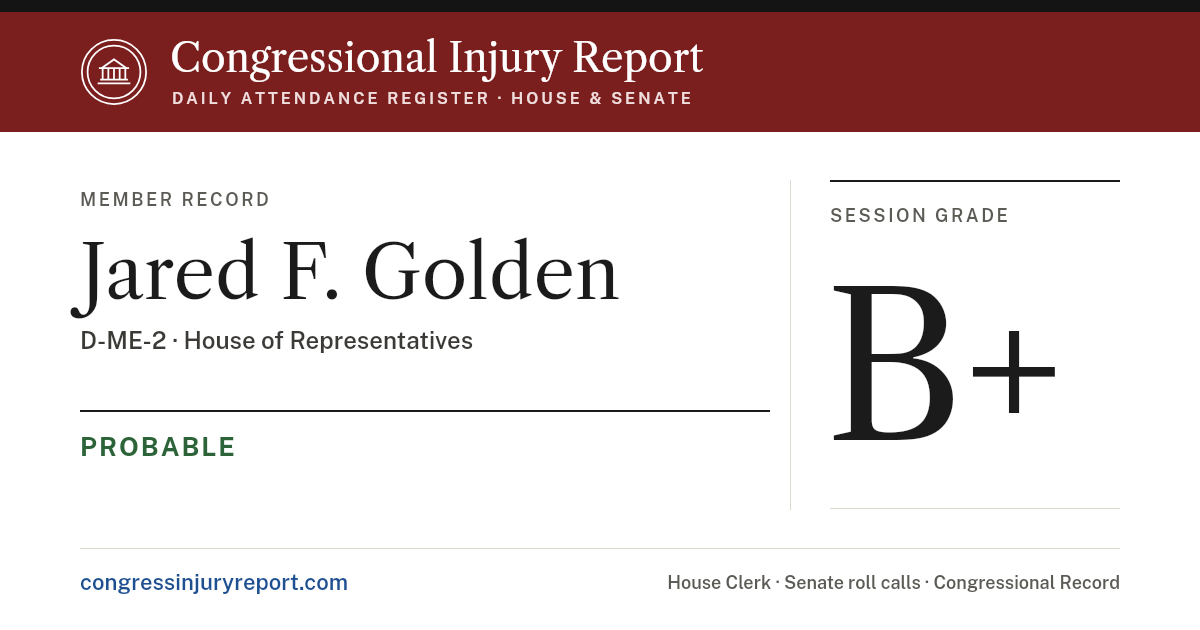 Congressional Injury Report
DAILY ATTENDANCE REGISTER · HOUSE & SENATE
MEMBER RECORD
Jared F. Golden
D-ME-2 · House of Representatives
PROBABLE
SESSION GRADE
B+
congressinjuryreport.com
House Clerk · Senate roll calls · Congressional Record